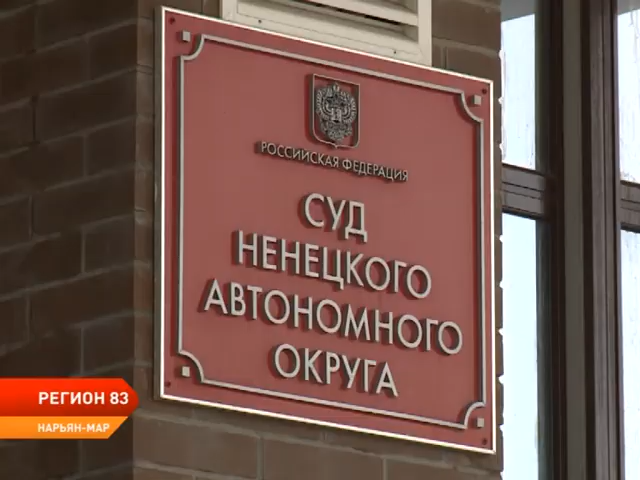 РОССИЙСКАЯ ФЕДЕРАЦИЯ
СУД
НЕНЕЦКОГО
АВТОНОМНОГО
ОКРУГА
РЕГИОН 83
НАРЬЯН-МАР